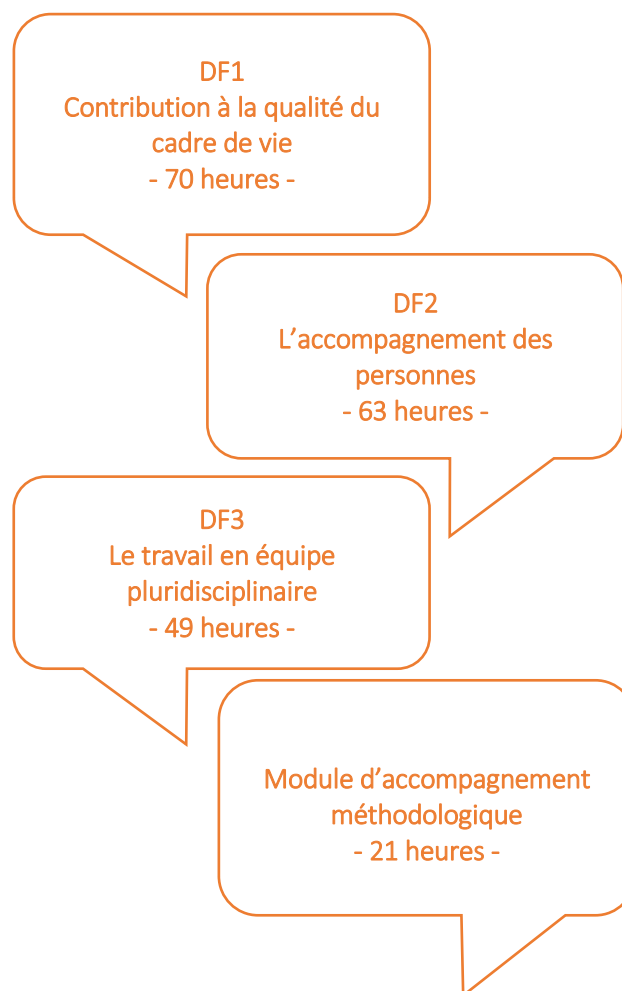 DF1
Contribution à la qualité du
cadre de vie
- 70 heures -
DF2
L’accompagnement des
personnes
- 63 heures -
DF3
Le travail en équipe
pluridisciplinaire
- 49 heures -
Module d’accompagnement
méthodologique
- 21 heures -